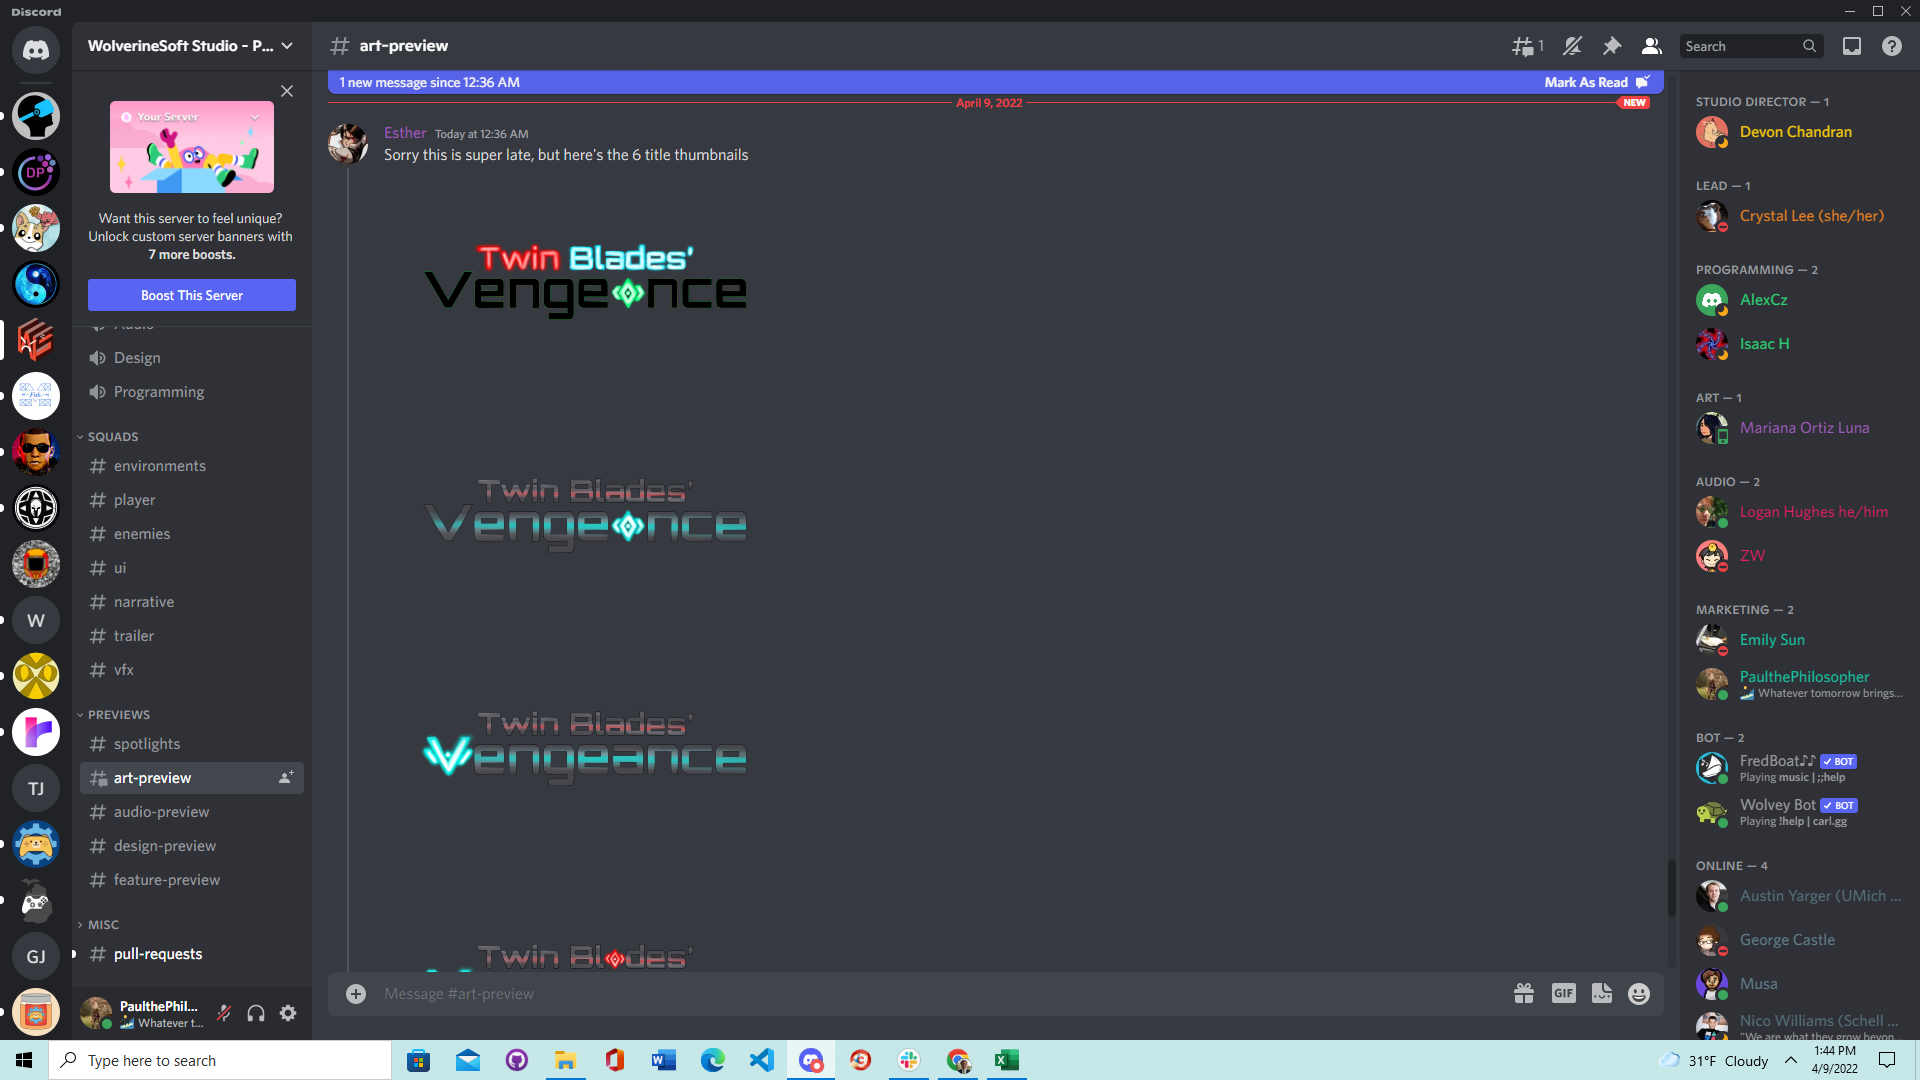 Discord
WolverineSoft Studio - P...
art-preview
1
Search
Your Server
Want this server to feel unique?
Unlock custom server banners with
7 more boosts.
Boost This Server
Design
Programming
SQUADS
environments
player
enemies
ui
narrative
trailer
vfx
PREVIEWS
spotlights
art-preview
audio-preview
design-preview
feature-preview
MISC
pull-requests
DP
Fish
W
TJ
GJ
PaulthePhil...
Whatever t...
1 new message since 12:36 AM
Mark As Read
April 9, 2022
NEW
Esther Today at 12:36 AM
Sorry this is super late, but here's the 6 title thumbnails
Twin Blades'
Vengeance
Twin Blades'
Vengeance
Twin Blades'
Vengeance
Twin Blades'
Message #art-preview
GIF
STUDIO DIRECTOR — 1
Devon Chandran
LEAD — 1
Crystal Lee (she/her)
PROGRAMMING — 2
AlexCz
Isaac H
ART — 1
Mariana Ortiz Luna
AUDIO — 2
Logan Hughes he/him
ZW
MARKETING — 2
Emily Sun
PaulthePhilosopher
Whatever tomorrow brings...
BOT — 2
FredBoat♪♪ ✓ BOT
Playing music | ;;help
Wolvey Bot ✓ BOT
Playing !help | carl.gg
ONLINE — 4
Austin Yarger (UMich ...
George Castle
Musa
Nico Williams (Schell ...
"We are what they grow beyon...
Type here to search
31°F Cloudy
1:44 PM
4/9/2022